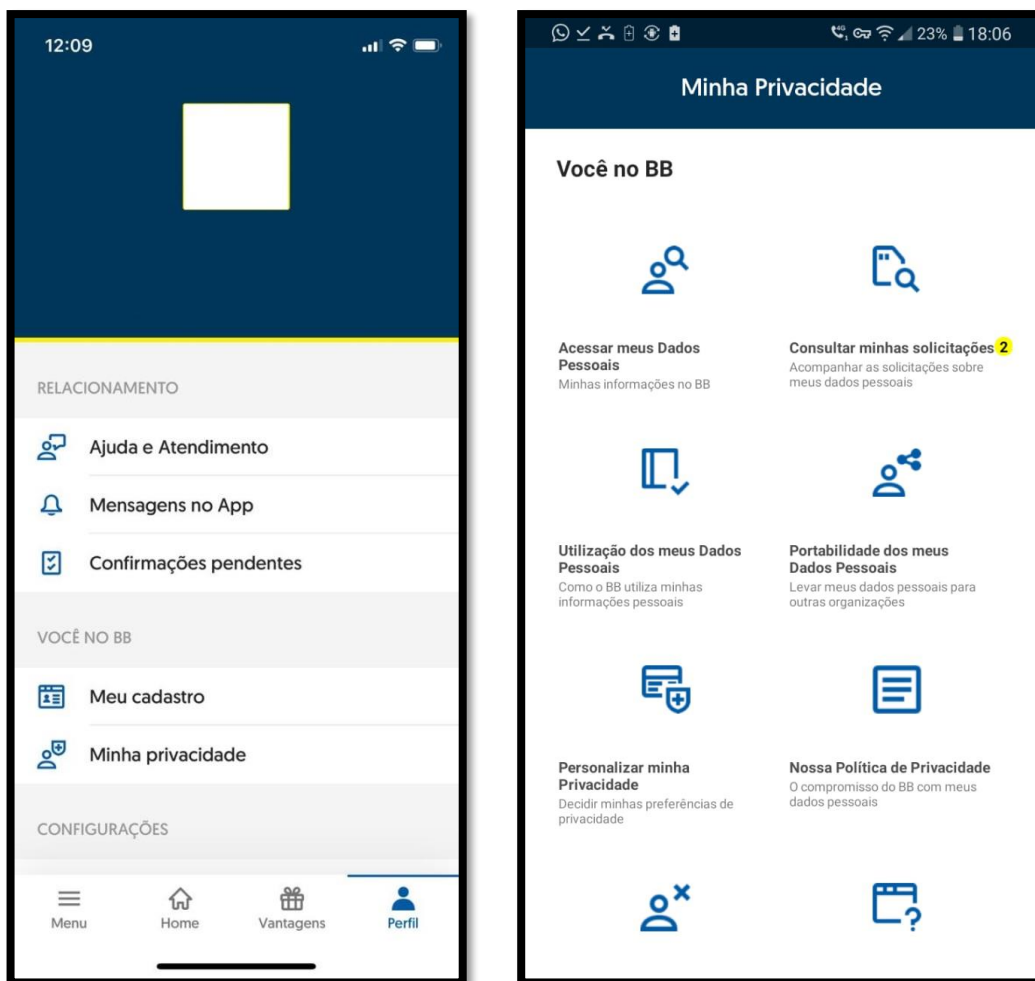 12:09
RELACIONAMENTO
Ajuda e Atendimento
Mensagens no App
Confirmações pendentes
VOCÊ NO BB
Meu cadastro
Minha privacidade
CONFIGURAÇÕES
Menu
Home
Vantagens
Perfil
4G 1 23% 18:06
Minha Privacidade
Você no BB
Acessar meus Dados
Pessoais
Minhas informações no BB
Consultar minhas solicitações 2
Acompanhar as solicitações sobre
meus dados pessoais
Utilização dos meus Dados
Pessoais
Como o BB utiliza minhas
informações pessoais
Portabilidade dos meus
Dados Pessoais
Levar meus dados pessoais para
outras organizações
Personalizar minha
Privacidade
Decidir minhas preferências de
privacidade
Nossa Política de Privacidade
O compromisso do BB com meus
dados pessoais